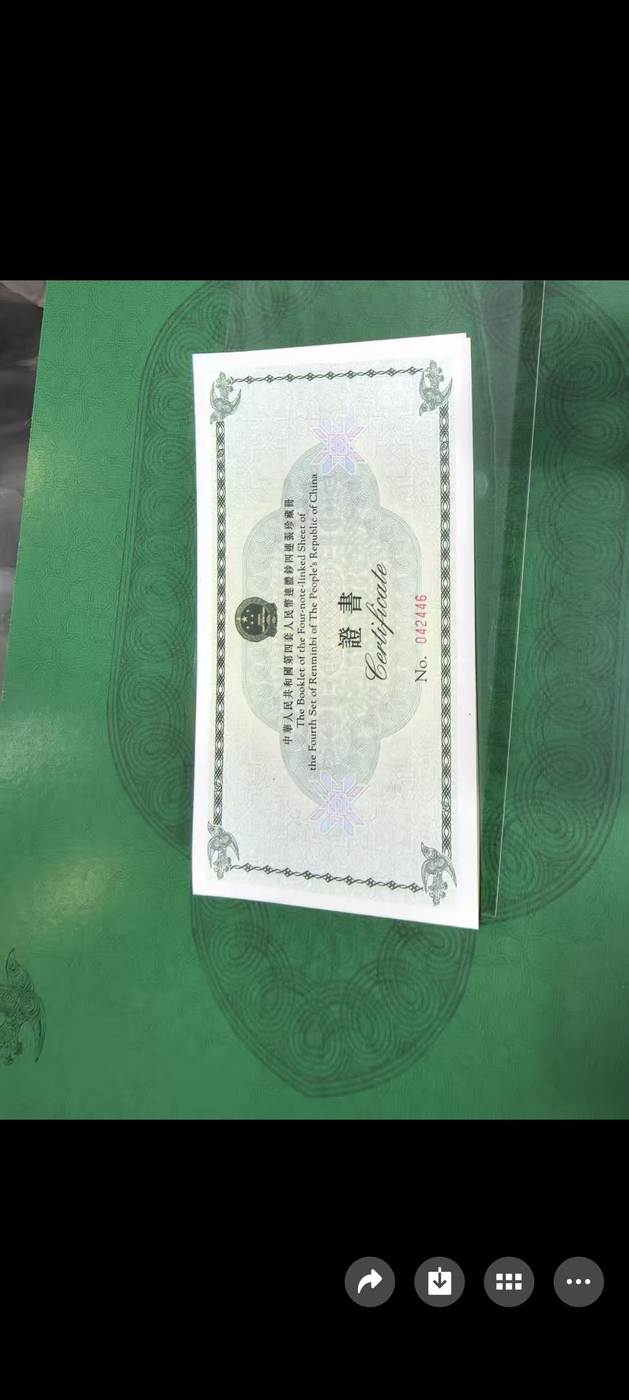 中華人民共和國第四套人民幣連體鈔四連張珍藏冊
The Booklet of the Four-note-linked Sheet of
the Fourth Set of Renminbi of The People's Republic of China
證書
Certificate
No. 042446